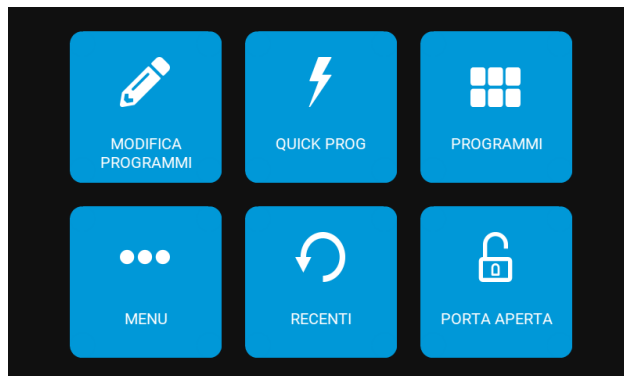 MODIFICA
PROGRAMMI
QUICK PROG
PROGRAMMI
MENU
RECENTI
PORTA APERTA